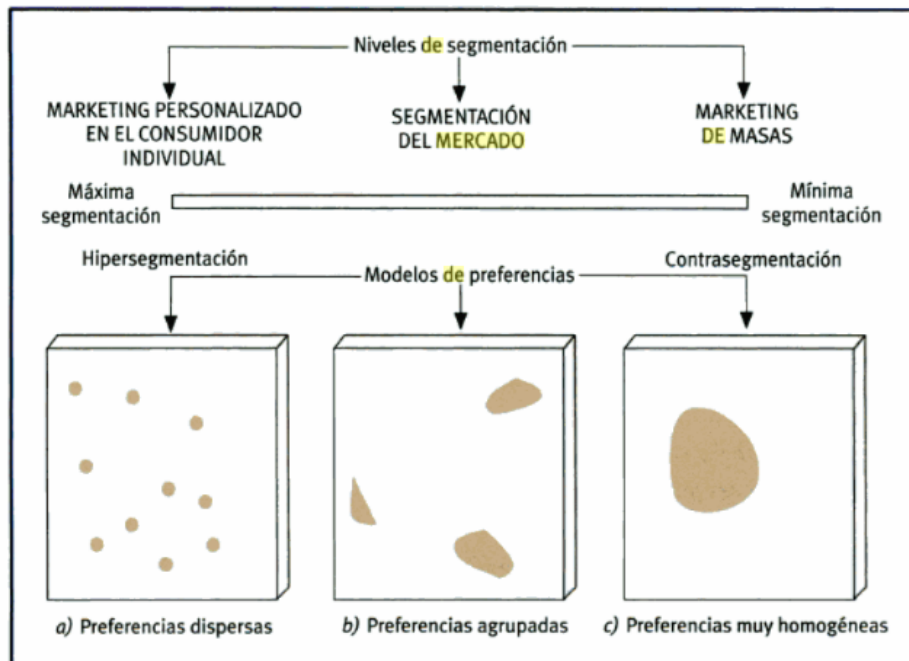 Niveles de segmentación
MARKETING PERSONALIZADO
EN EL CONSUMIDOR
INDIVIDUAL
SEGMENTACIÓN
DEL MERCADO
MARKETING
DE MASAS
Máxima
segmentación
Mínima
segmentación
Hipersegmentación
Modelos de preferencias
Contrasegmentación
a) Preferencias dispersas
b) Preferencias agrupadas
c) Preferencias muy homogéneas